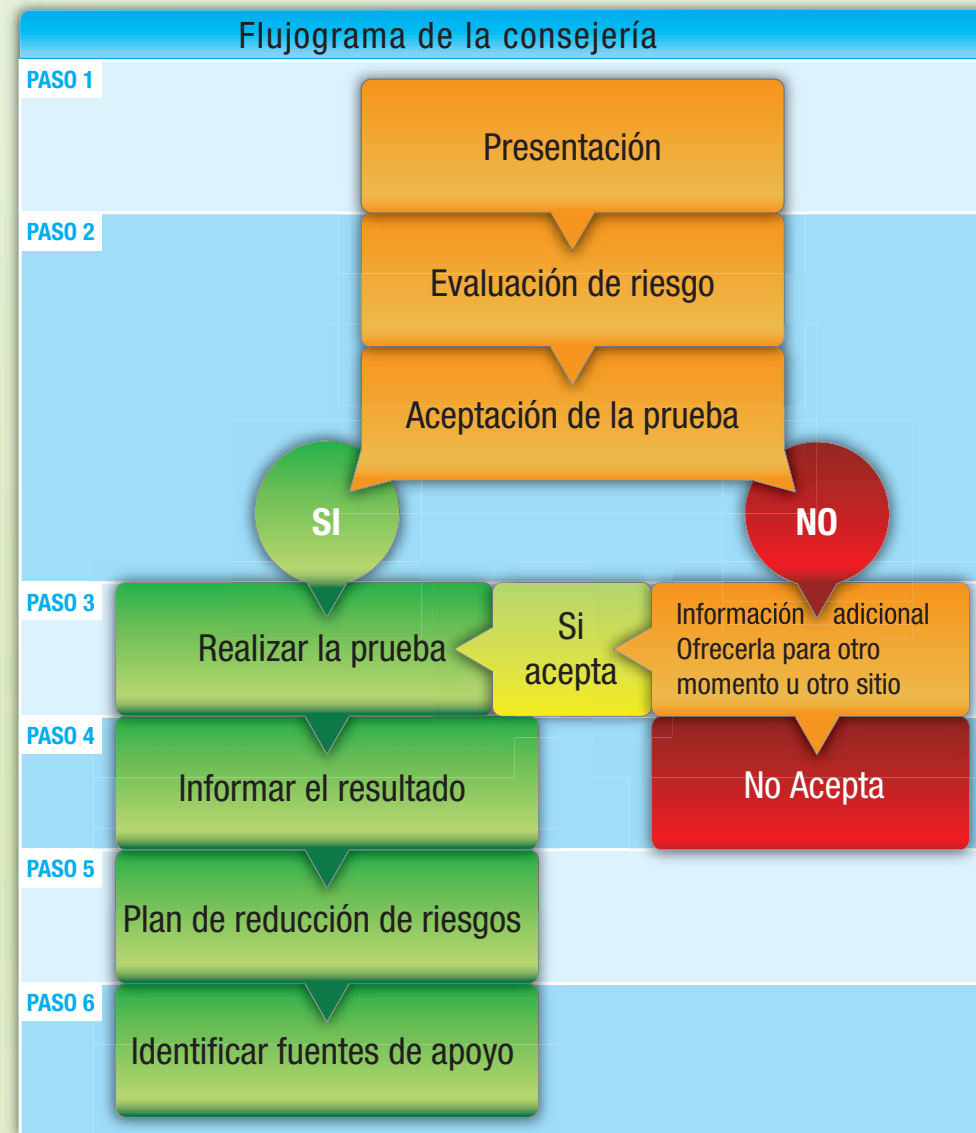 Flujograma de la consejería
PASO 1
Presentación
PASO 2
Evaluación de riesgo
Aceptación de la prueba
SI
NO
PASO 3
Realizar la prueba
Si
acepta
Información adicional
Ofrecerla para otro
momento u otro sitio
PASO 4
Informar el resultado
No Acepta
PASO 5
Plan de reducción de riesgos
PASO 6
Identificar fuentes de apoyo